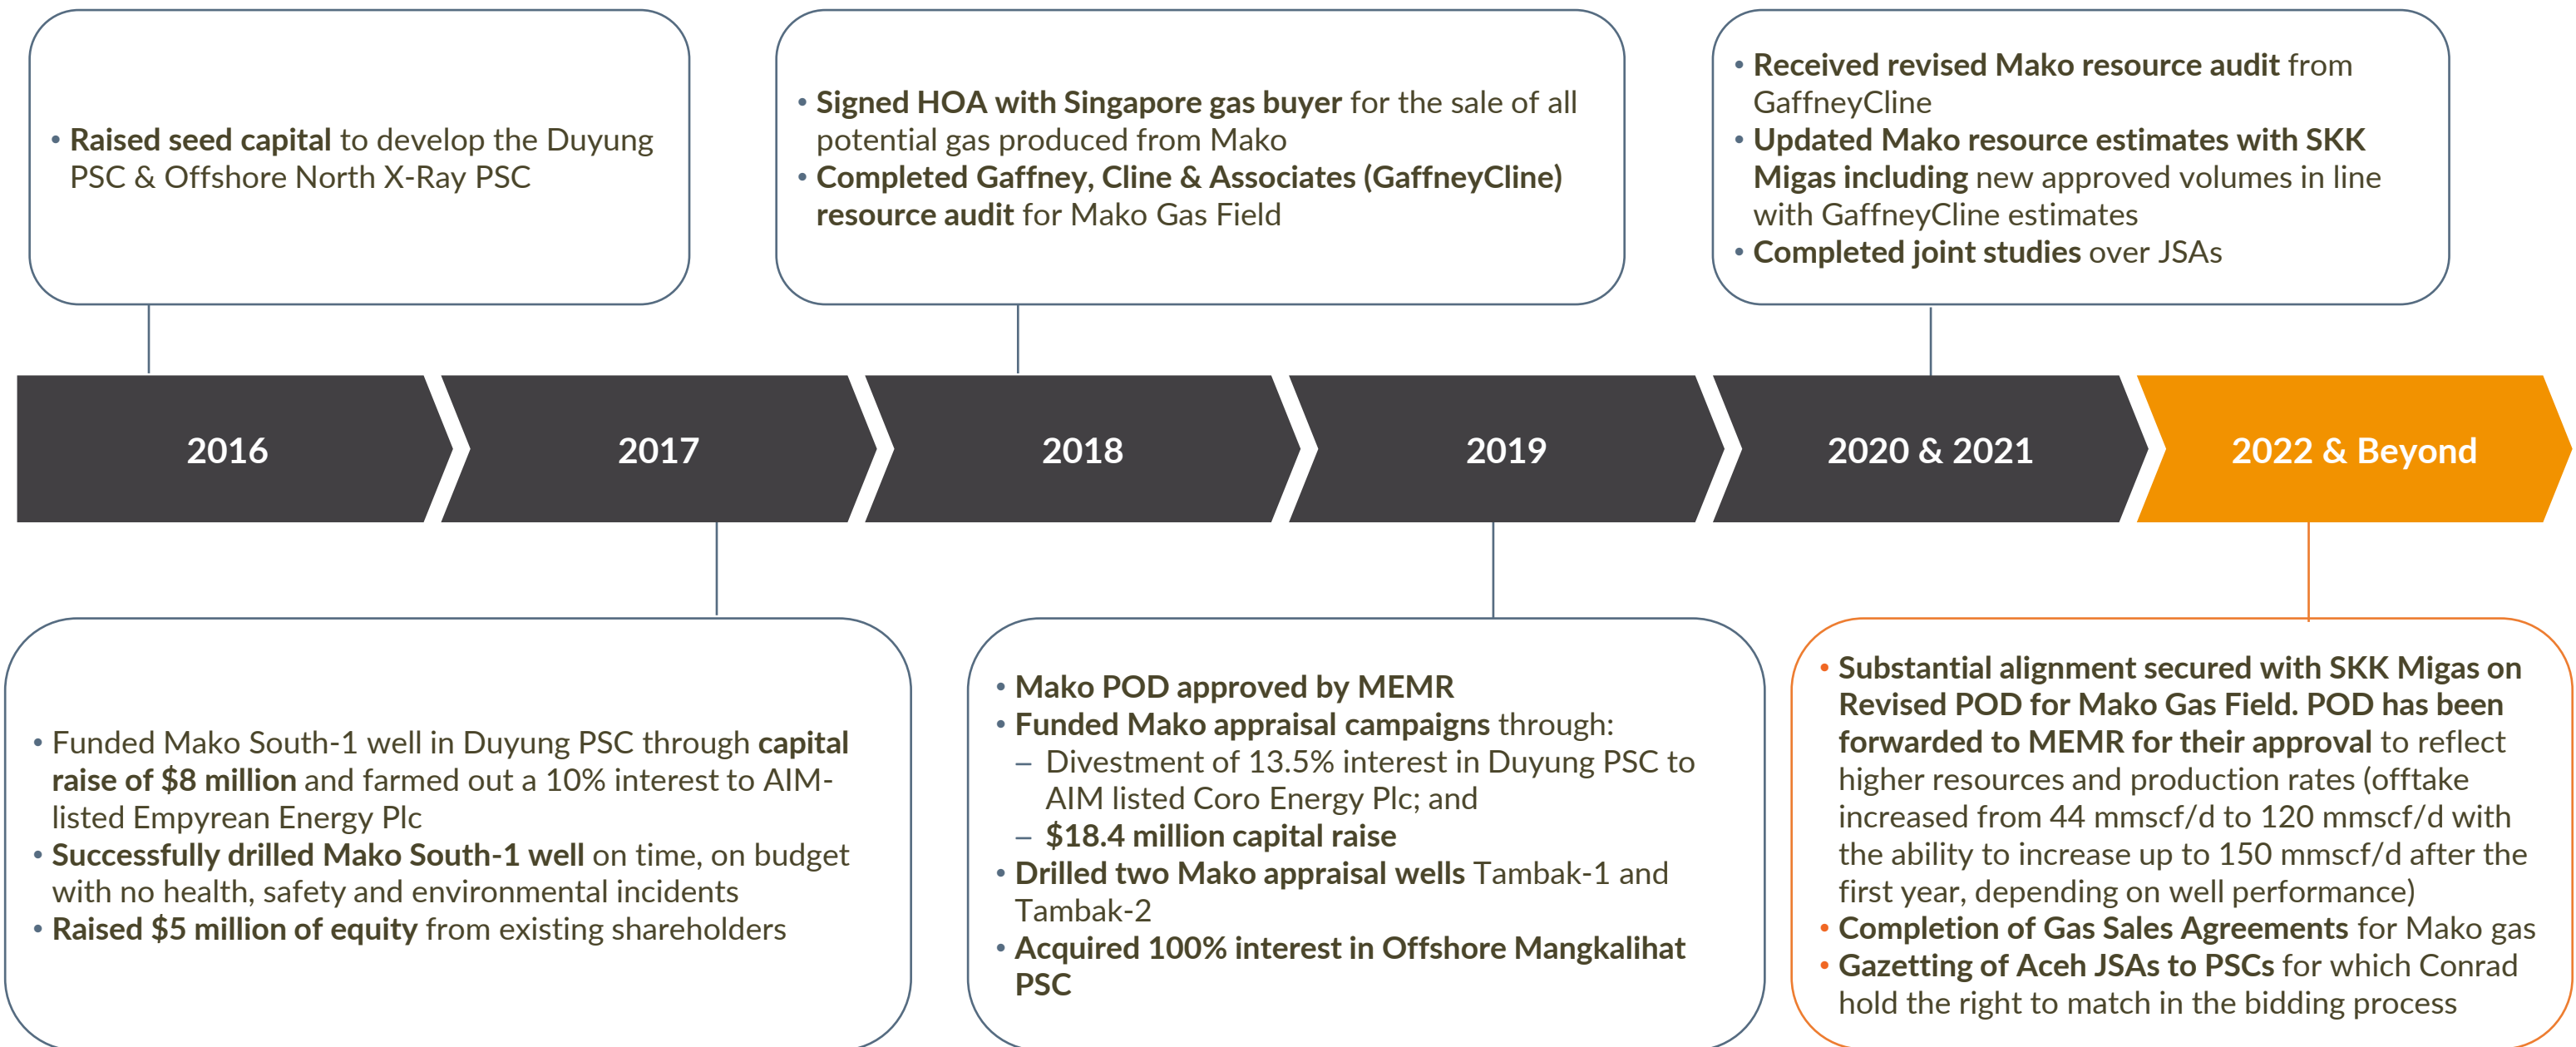 • Raised seed capital to develop the Duyung
PSC & Offshore North X-Ray PSC
• Signed HOA with Singapore gas buyer for the sale of all
potential gas produced from Mako
• Completed Gaffney, Cline & Associates (GaffneyCline)
resource audit for Mako Gas Field
• Received revised Mako resource audit from
GaffneyCline
• Updated Mako resource estimates with SKK
Migas including new approved volumes in line
with GaffneyCline estimates
• Completed joint studies over JSAs
2016
2017
2018
2019
2020 & 2021
2022 & Beyond
• Funded Mako South-1 well in Duyung PSC through capital
raise of $8 million and farmed out a 10% interest to AIM-
listed Empyrean Energy Plc
• Successfully drilled Mako South-1 well on time, on budget
with no health, safety and environmental incidents
• Raised $5 million of equity from existing shareholders
• Mako POD approved by MEMR
• Funded Mako appraisal campaigns through:
– Divestment of 13.5% interest in Duyung PSC to
AIM listed Coro Energy Plc; and
– $18.4 million capital raise
• Drilled two Mako appraisal wells Tambak-1 and
Tambak-2
• Acquired 100% interest in Offshore Mangkalihat
PSC
• Substantial alignment secured with SKK Migas on
Revised POD for Mako Gas Field. POD has been
forwarded to MEMR for their approval to reflect
higher resources and production rates (offtake
increased from 44 mmscf/d to 120 mmscf/d with
the ability to increase up to 150 mmscf/d after the
first year, depending on well performance)
• Completion of Gas Sales Agreements for Mako gas
• Gazetting of Aceh JSAs to PSCs for which Conrad
hold the right to match in the bidding process